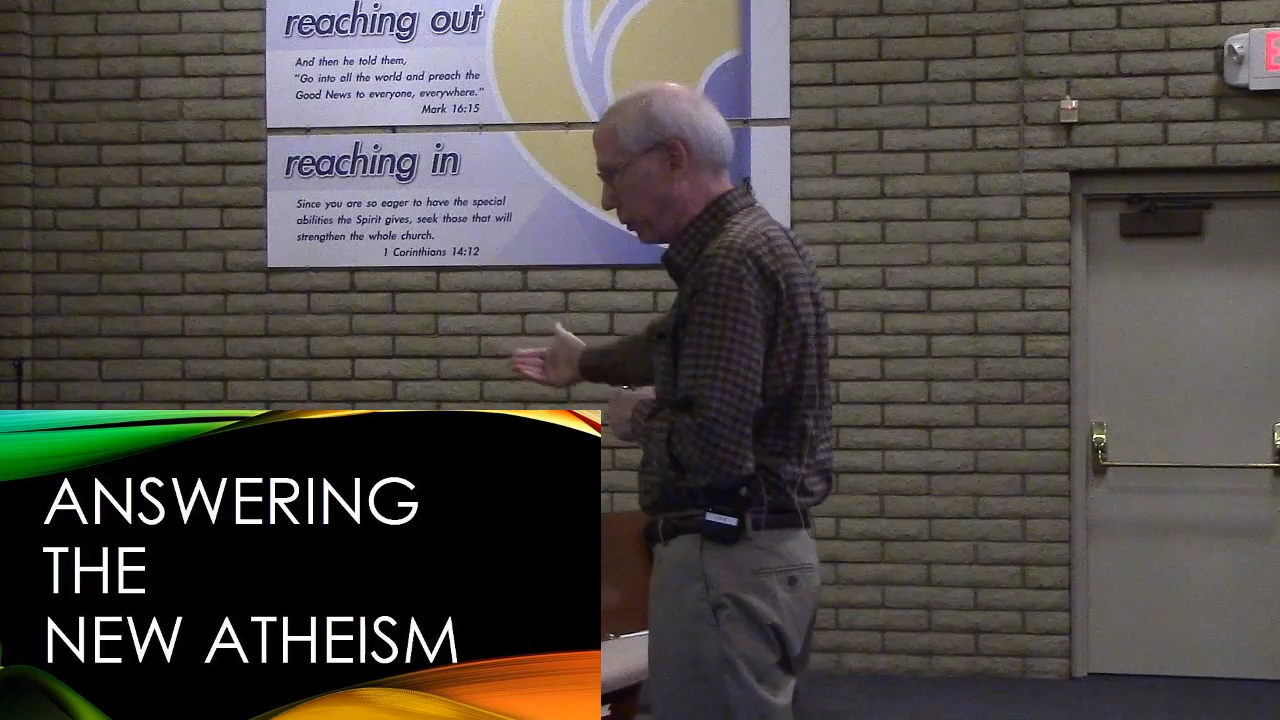 reaching out
And then he told them,
"Go into all the world and preach the
Good News to everyone, everywhere."
Mark 16:15
reaching in
Since you are so eager to have the special
abilities the Spirit gives, seek those that will
strengthen the whole church.
1 Corinthians 14:12
ANSWERING
THE
NEW ATHEISM